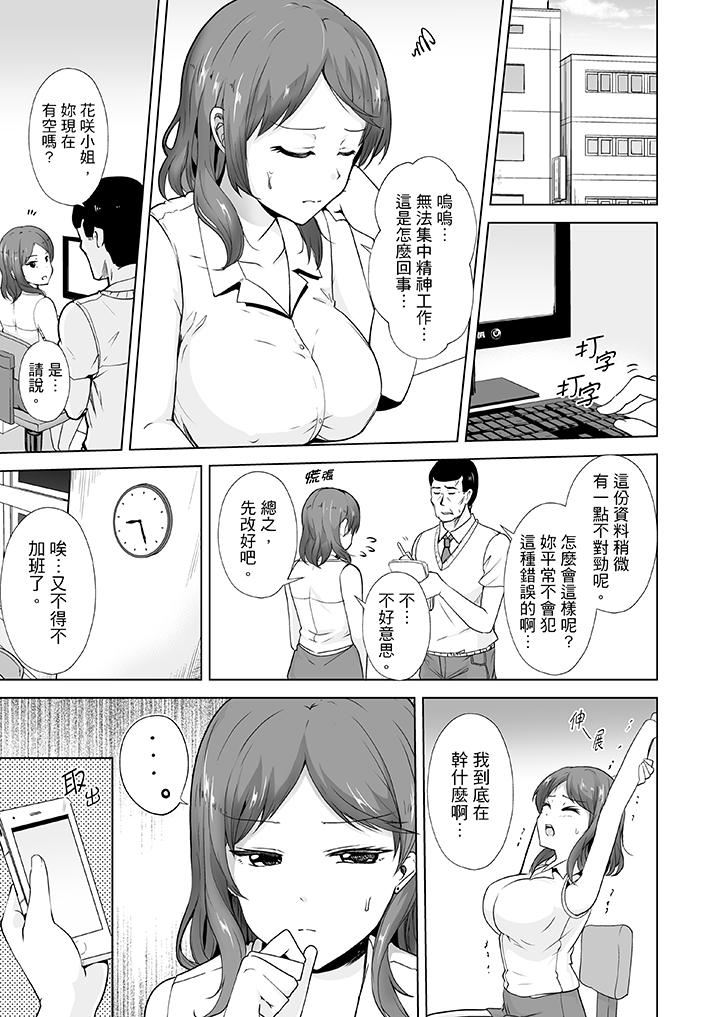 打字
打字
嗚嗚…
無法集中精神工作…
這是怎麼回事…
花咲小姐，
妳現在
有空嗎？
是…
請說。
這份資料稍微
有一點不對勁呢。
怎麼會這樣呢？
妳平常不會犯
這種錯誤的啊…
不…
不好意思。
慌張
總之，
先改好吧。
唉…又不得不
加班了。
伸展
我到底在
幹什麼啊…
• • •
取出